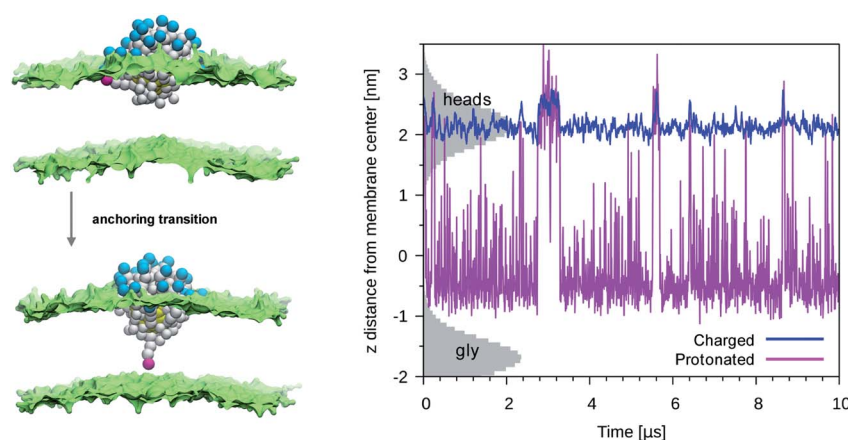 anchoring transition
z distance from membrane center [nm]
3
2
1
0
-1
-2
heads
gly
Charged
Protonated
0 2 4 6 8 10
Time [µs]